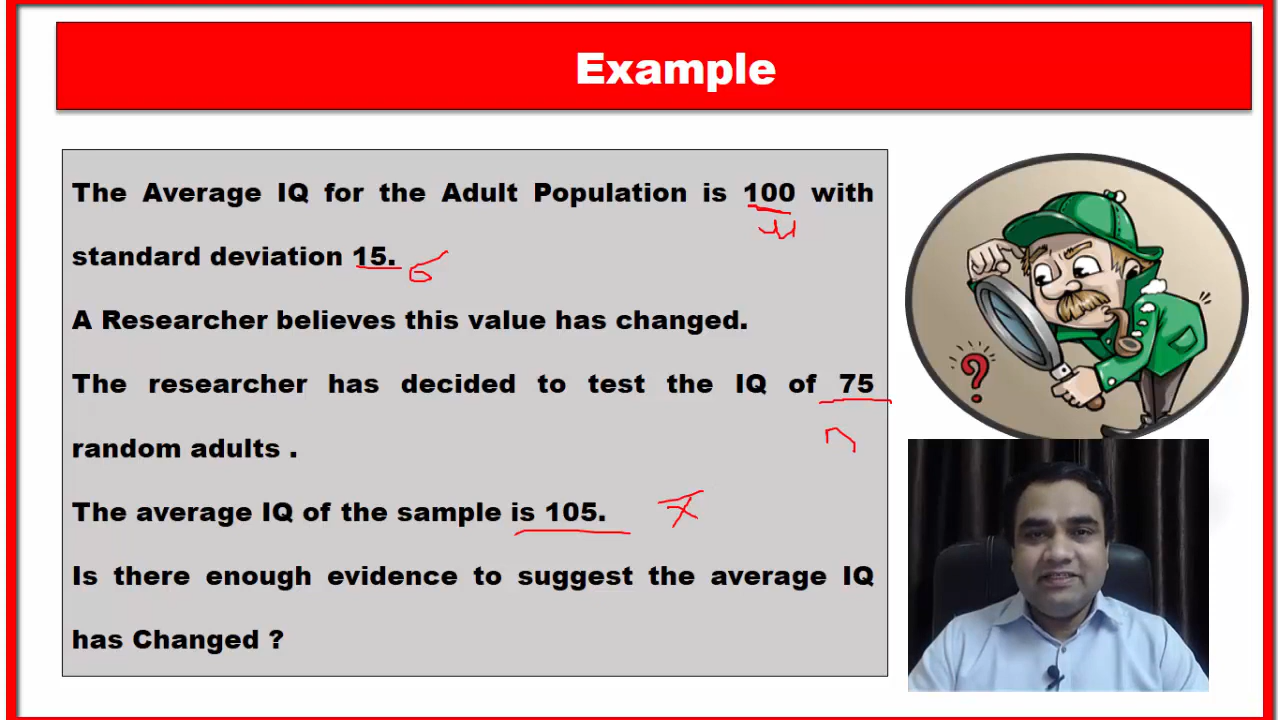 Example
The Average IQ for the Adult Population is 100 with
μ
standard deviation 15. σ
A Researcher believes this value has changed.
The researcher has decided to test the IQ of 75
n
random adults .
The average IQ of the sample is 105. x̄
Is there enough evidence to suggest the average IQ
has Changed ?
?